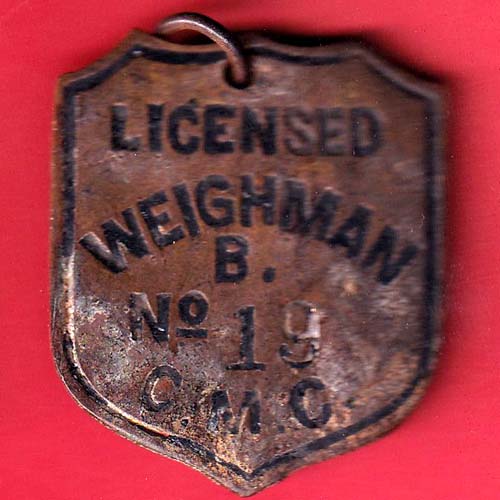 LICENSED
WEIGHMAN
B.
No 19
C.M.C.